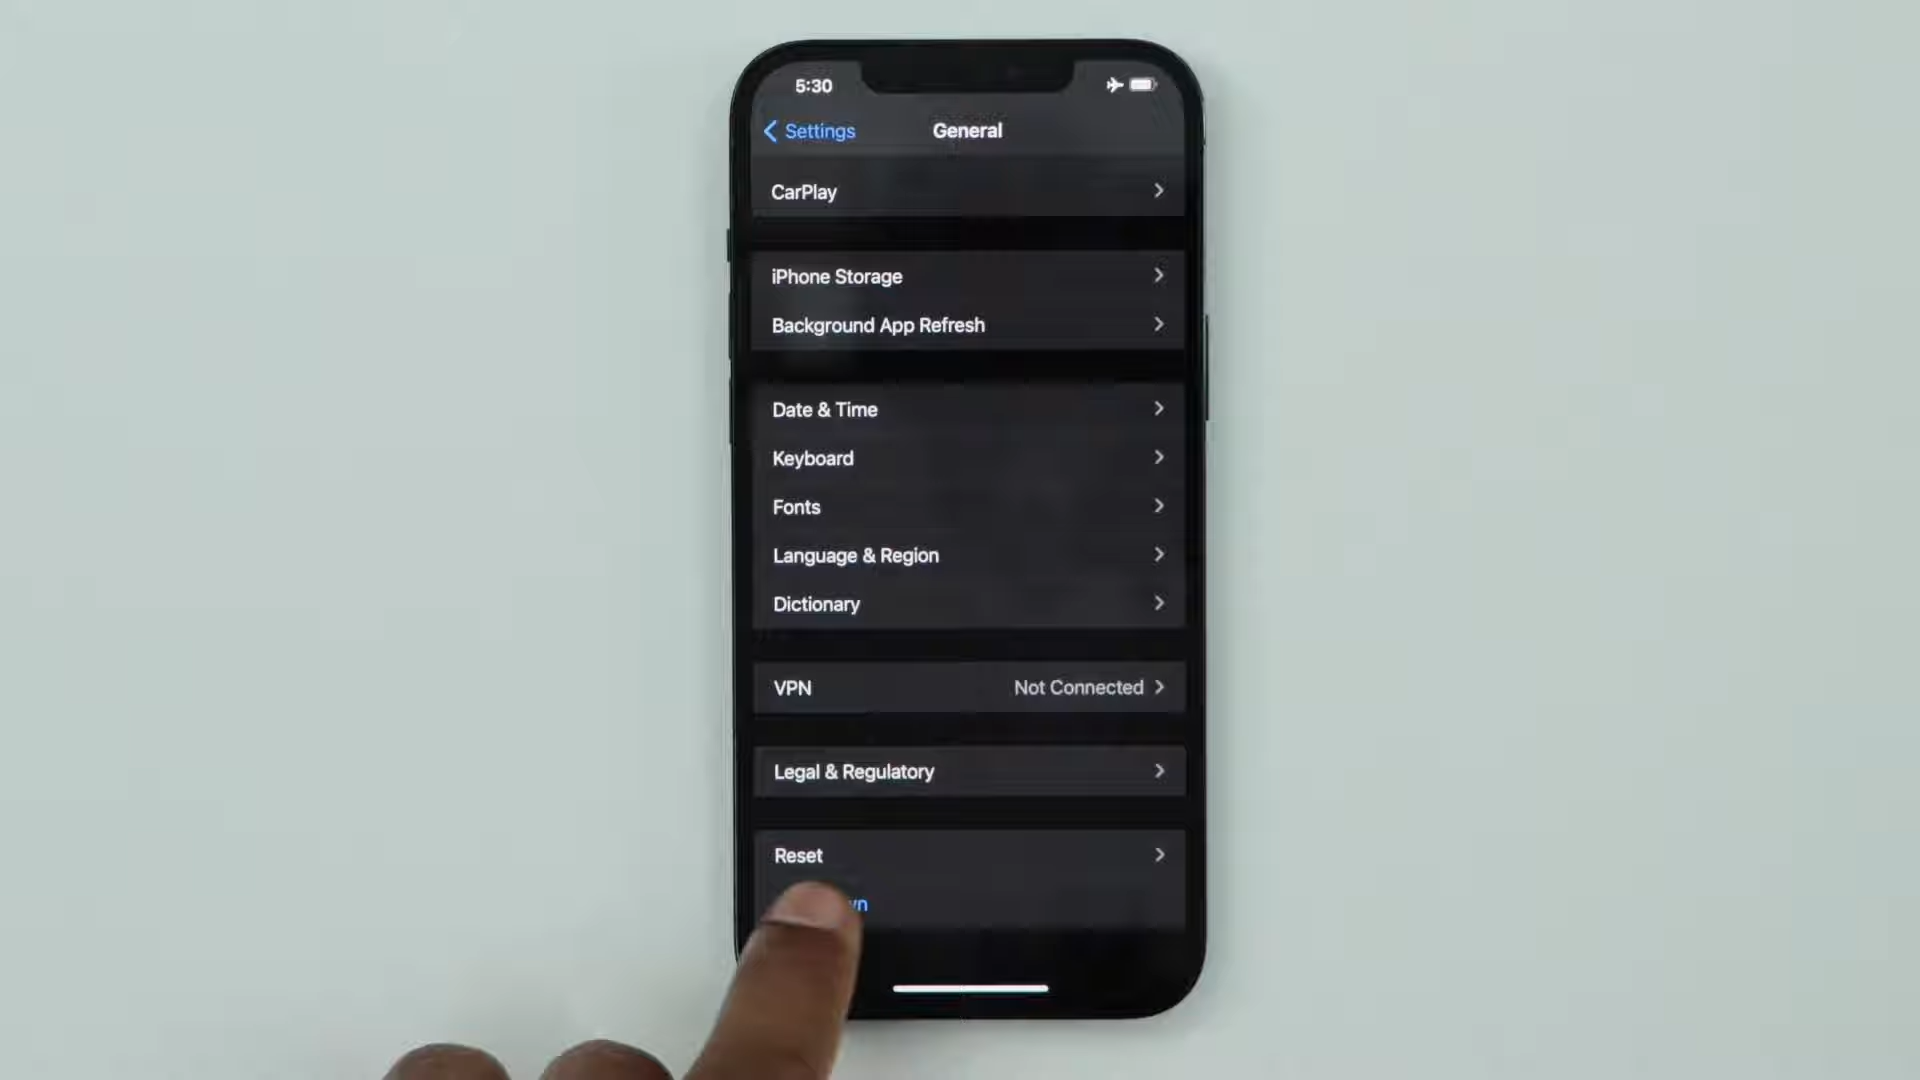 5:30
Settings
General
CarPlay
iPhone Storage
Background App Refresh
Date & Time
Keyboard
Fonts
Language & Region
Dictionary
VPN
Not Connected
Legal & Regulatory
Reset